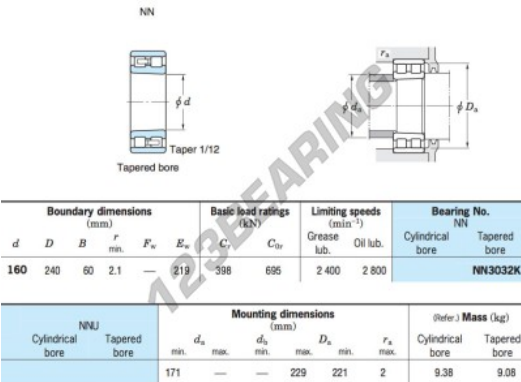 NN
φ d
Taper 1/12
Tapered bore
ra
φ da
φ Da
123BEARING
Boundary dimensions Basic load ratings Limiting speeds Bearing No.
(mm) (kN) (min⁻¹) NN
d D B r min. Fw Ew Cr C0r Grease lub. Oil lub. Cylindrical bore Tapered bore
160 240 60 2.1 — 219 398 695 2 400 2 800 NN3032K
Mounting dimensions (Refer.) Mass (kg)
NNU (mm)
Cylindrical bore Tapered bore da db Da ra Cylindrical bore Tapered bore
min. max. min. max. min. max.
171 — — 229 221 2 9.38 9.08